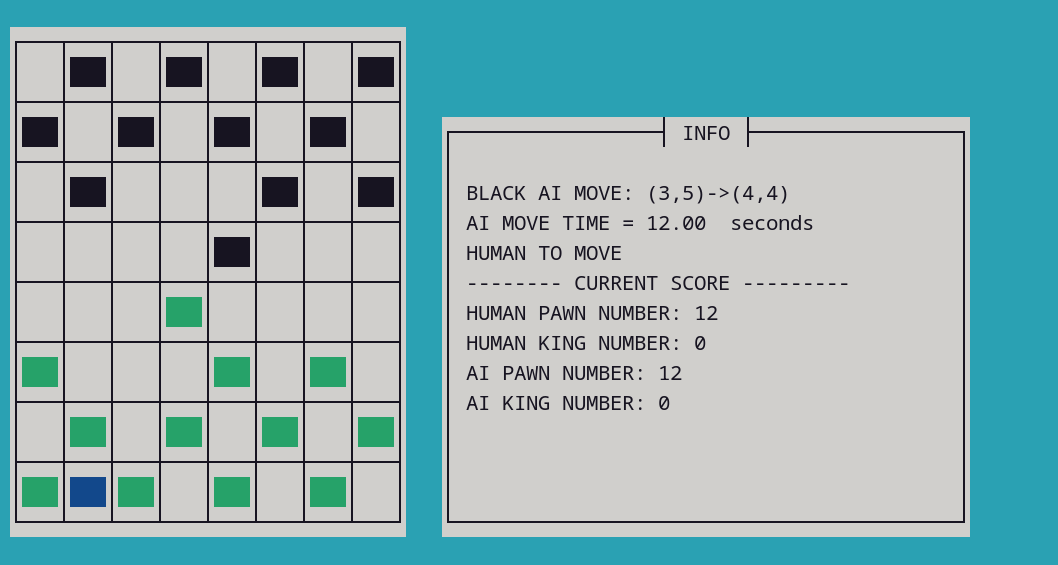 INFO
BLACK AI MOVE: (3,5)->(4,4)
AI MOVE TIME = 12.00  seconds
HUMAN TO MOVE
-------- CURRENT SCORE ---------
HUMAN PAWN NUMBER: 12
HUMAN KING NUMBER: 0
AI PAWN NUMBER: 12
AI KING NUMBER: 0